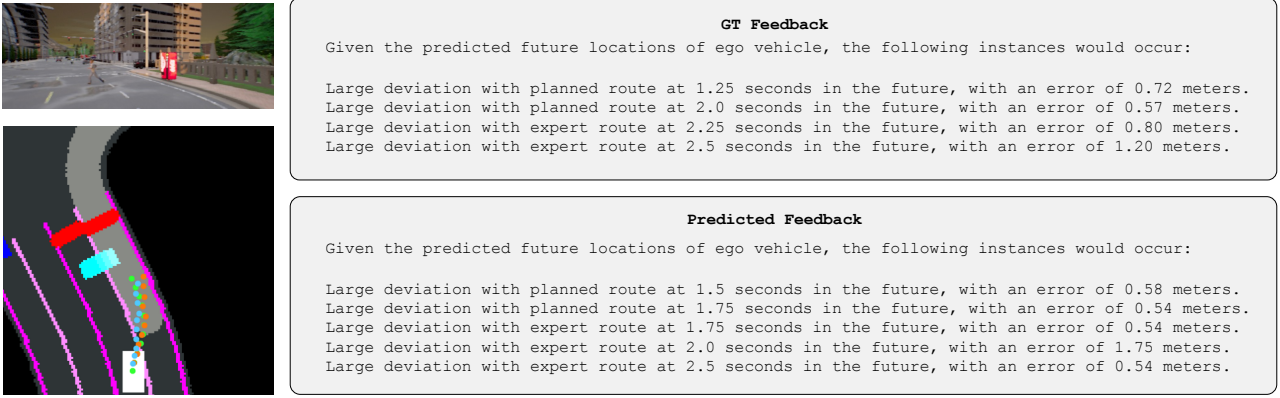 GT Feedback
Given the predicted future locations of ego vehicle, the following instances would occur:
Large deviation with planned route at 1.25 seconds in the future, with an error of 0.72 meters.
Large deviation with planned route at 2.0 seconds in the future, with an error of 0.57 meters.
Large deviation with expert route at 2.25 seconds in the future, with an error of 0.80 meters.
Large deviation with expert route at 2.5 seconds in the future, with an error of 1.20 meters.
Predicted Feedback
Given the predicted future locations of ego vehicle, the following instances would occur:
Large deviation with planned route at 1.5 seconds in the future, with an error of 0.58 meters.
Large deviation with planned route at 1.75 seconds in the future, with an error of 0.54 meters.
Large deviation with expert route at 1.75 seconds in the future, with an error of 0.54 meters.
Large deviation with expert route at 2.0 seconds in the future, with an error of 1.75 meters.
Large deviation with expert route at 2.5 seconds in the future, with an error of 0.54 meters.